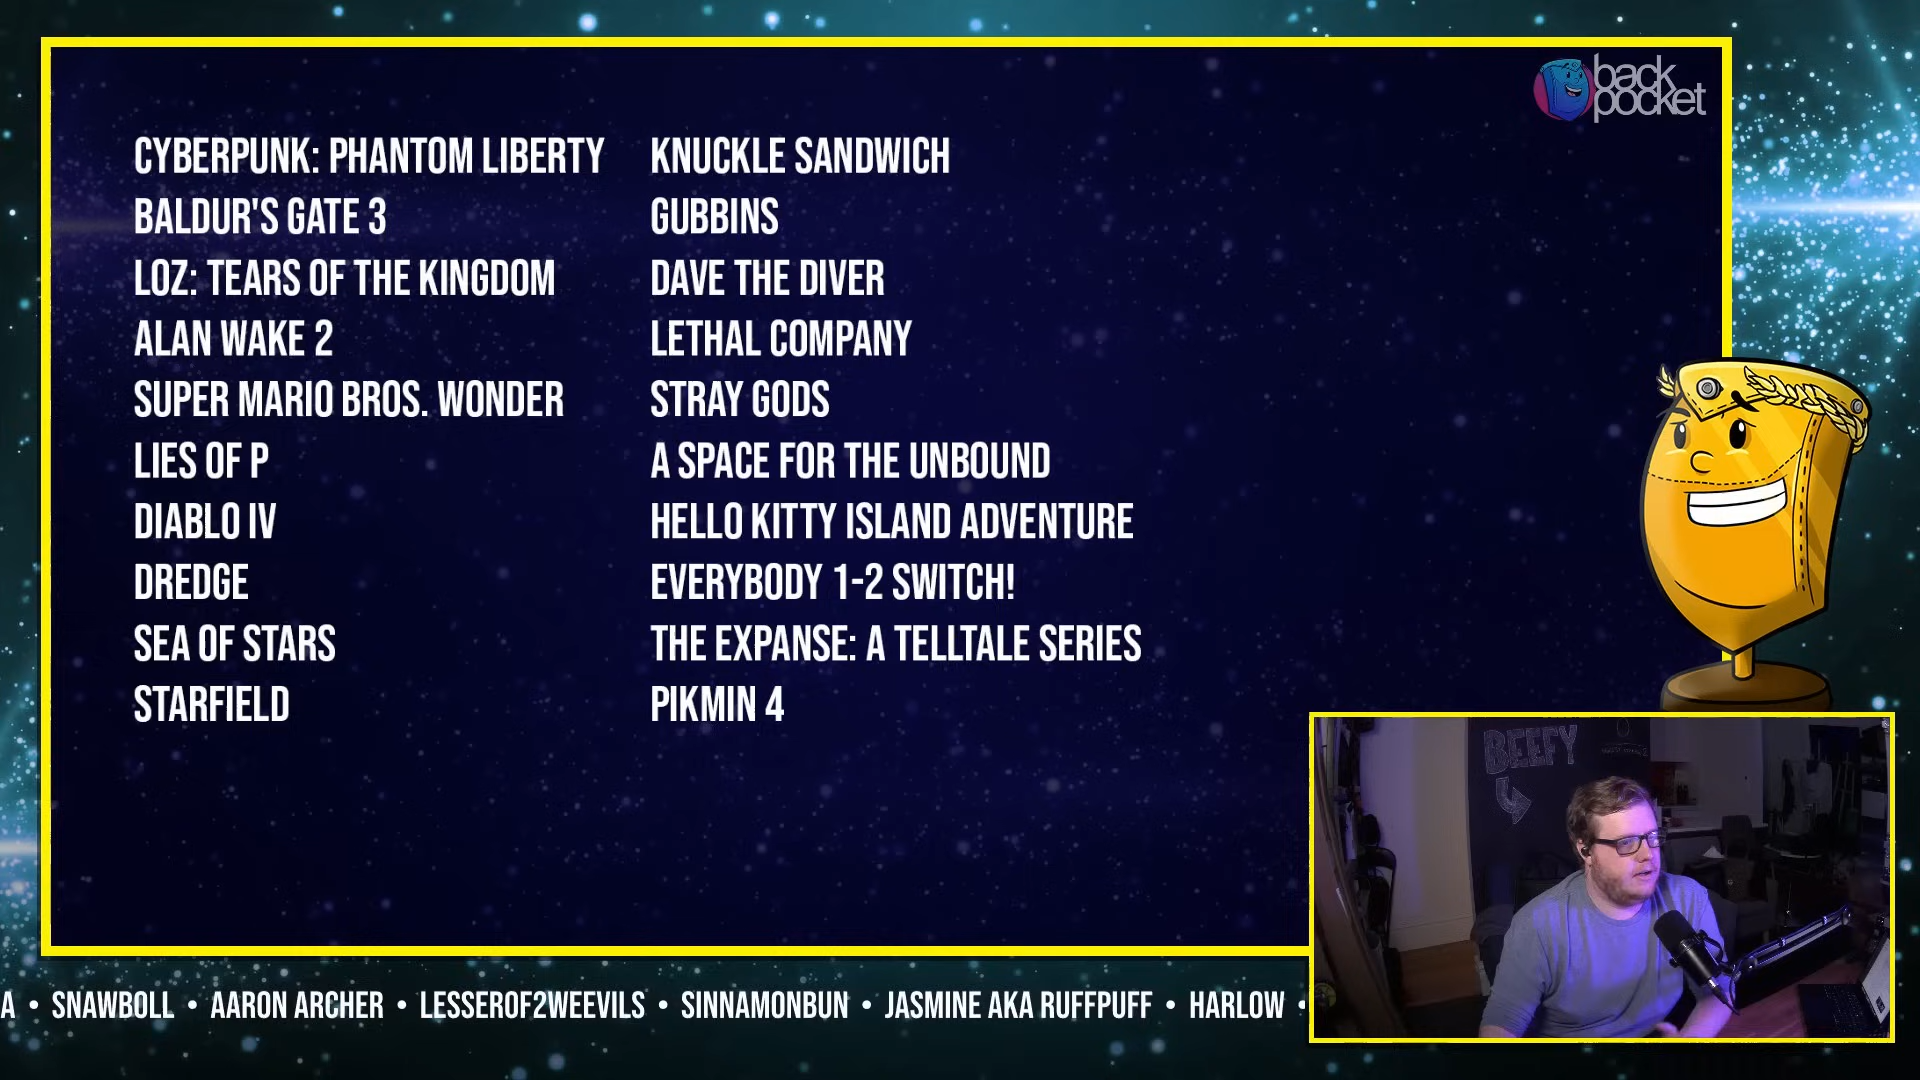 back
pocket
CYBERPUNK: PHANTOM LIBERTY
BALDUR'S GATE 3
LOZ: TEARS OF THE KINGDOM
ALAN WAKE 2
SUPER MARIO BROS. WONDER
LIES OF P
DIABLO IV
DREDGE
SEA OF STARS
STARFIELD
KNUCKLE SANDWICH
GUBBINS
DAVE THE DIVER
LETHAL COMPANY
STRAY GODS
A SPACE FOR THE UNBOUND
HELLO KITTY ISLAND ADVENTURE
EVERYBODY 1-2 SWITCH!
THE EXPANSE: A TELLTALE SERIES
PIKMIN 4
BEEFY
A • SNAWBOLL • AARON ARCHER • LESSEROF2WEEVILS • SINNAMONBUN • JASMINE AKA RUFFPUFF • HARLOW •